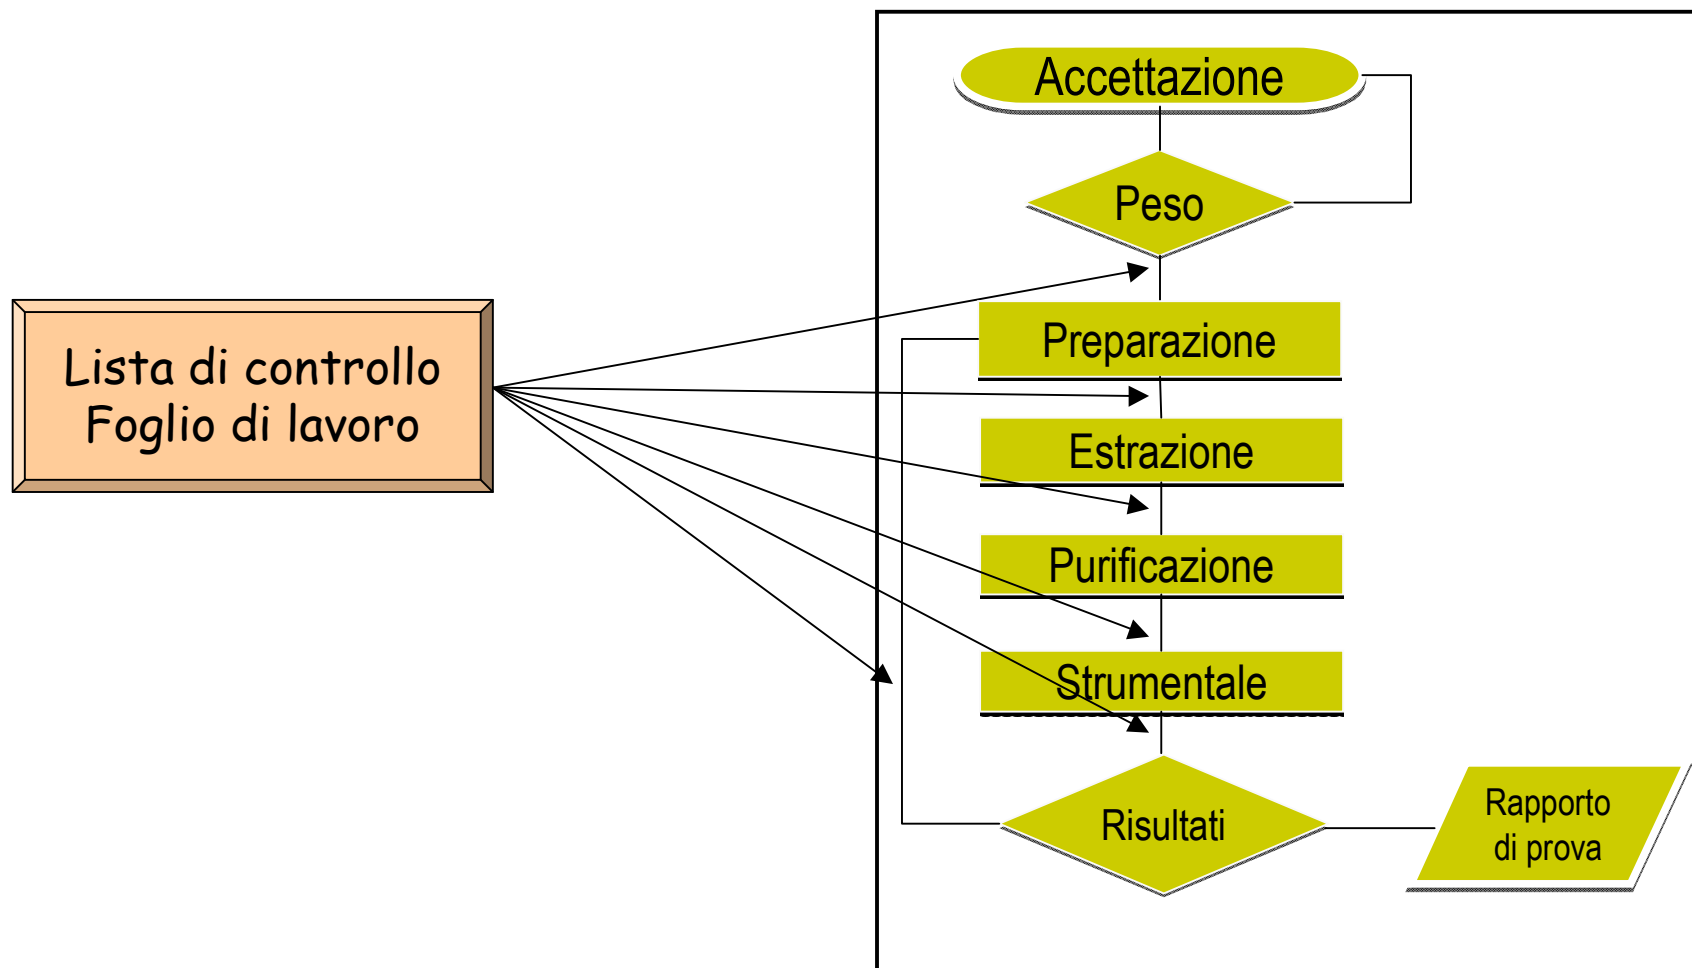 Accettazione
Peso
Lista di controllo
Foglio di lavoro
Preparazione
Estrazione
Purificazione
Strumentale
Risultati
Rapporto
di prova